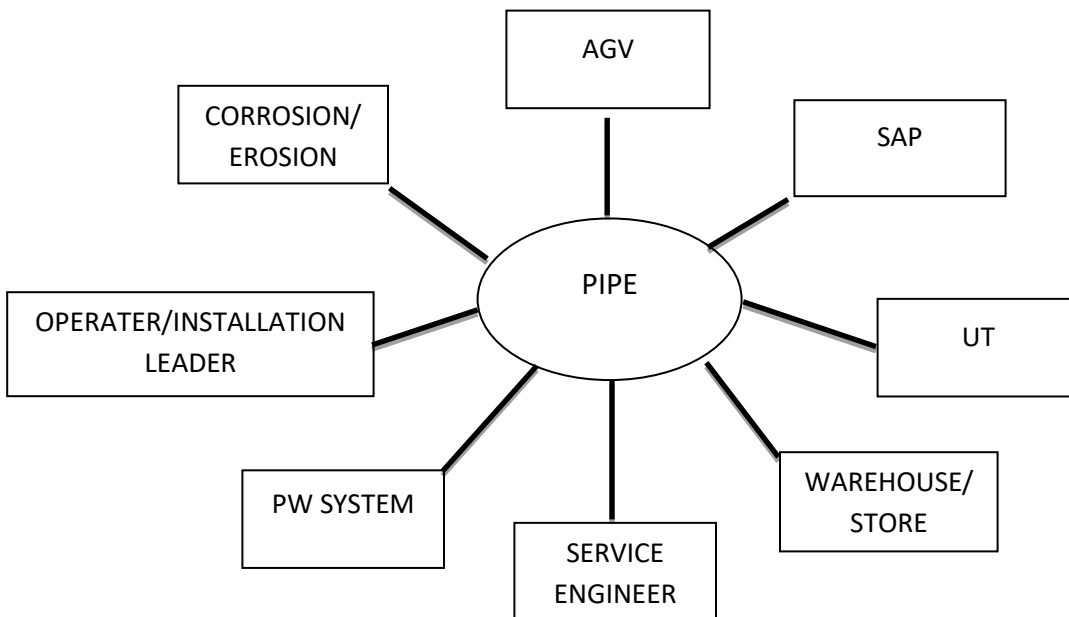 AGV
CORROSION/
EROSION
SAP
PIPE
OPERATER/INSTALLATION
LEADER
UT
PW SYSTEM
WAREHOUSE/
STORE
SERVICE
ENGINEER